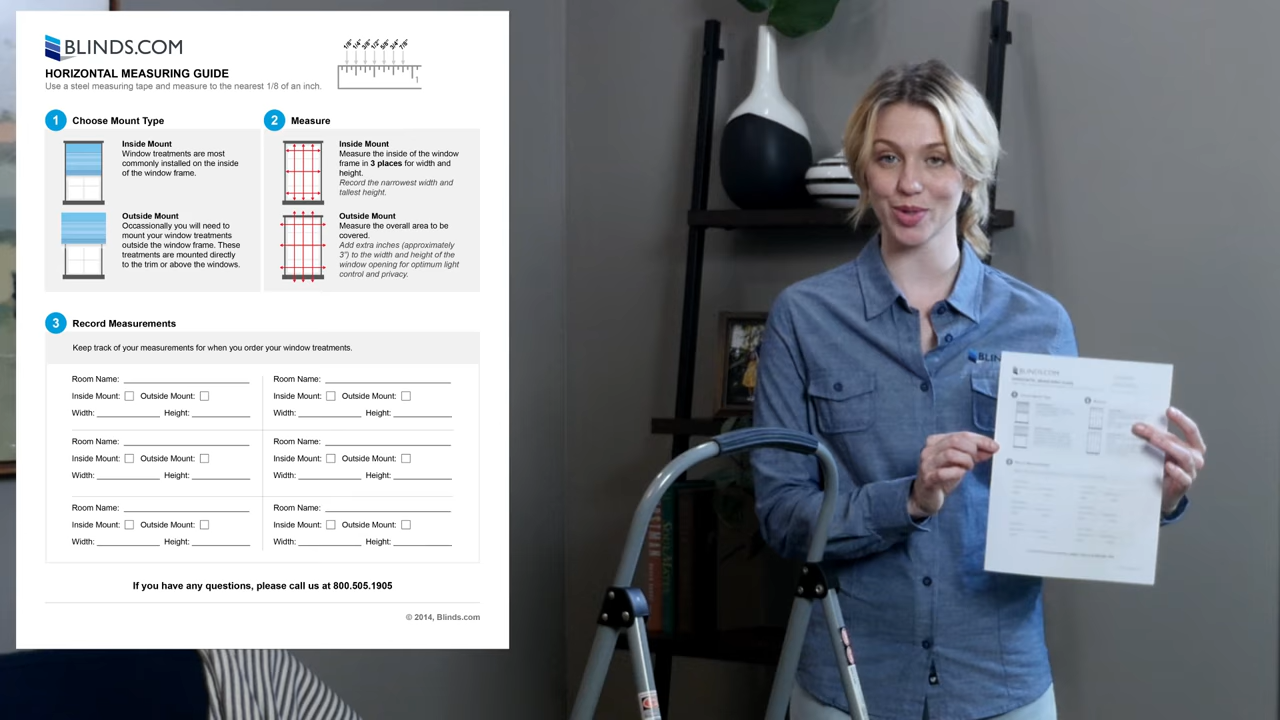 BLINDS.COM
HORIZONTAL MEASURING GUIDE
Use a steel measuring tape and measure to the nearest 1/8 of an inch.
1/8" 1/4" 3/8" 1/2" 5/8" 3/4" 7/8"
1
1 Choose Mount Type
Inside Mount
Window treatments are most
commonly installed on the inside
of the window frame.
Outside Mount
Occassionally you will need to
mount your window treatments
outside the window frame. These
treatments are mounted directly
to the trim or above the windows.
2 Measure
Inside Mount
Measure the inside of the window
frame in 3 places for width and
height.
Record the narrowest width and
tallest height.
Outside Mount
Measure the overall area to be
covered.
Add extra inches (approximately
3") to the width and height of the
window opening for optimum light
control and privacy.
3 Record Measurements
Keep track of your measurements for when you order your window treatments.
Room Name: Room Name:
Inside Mount: Outside Mount: Inside Mount: Outside Mount:
Width: Height: Width: Height:
Room Name: Room Name:
Inside Mount: Outside Mount: Inside Mount: Outside Mount:
Width: Height: Width: Height:
Room Name: Room Name:
Inside Mount: Outside Mount: Inside Mount: Outside Mount:
Width: Height: Width: Height:
If you have any questions, please call us at 800.505.1905
© 2014, Blinds.com
BLINDS.COM